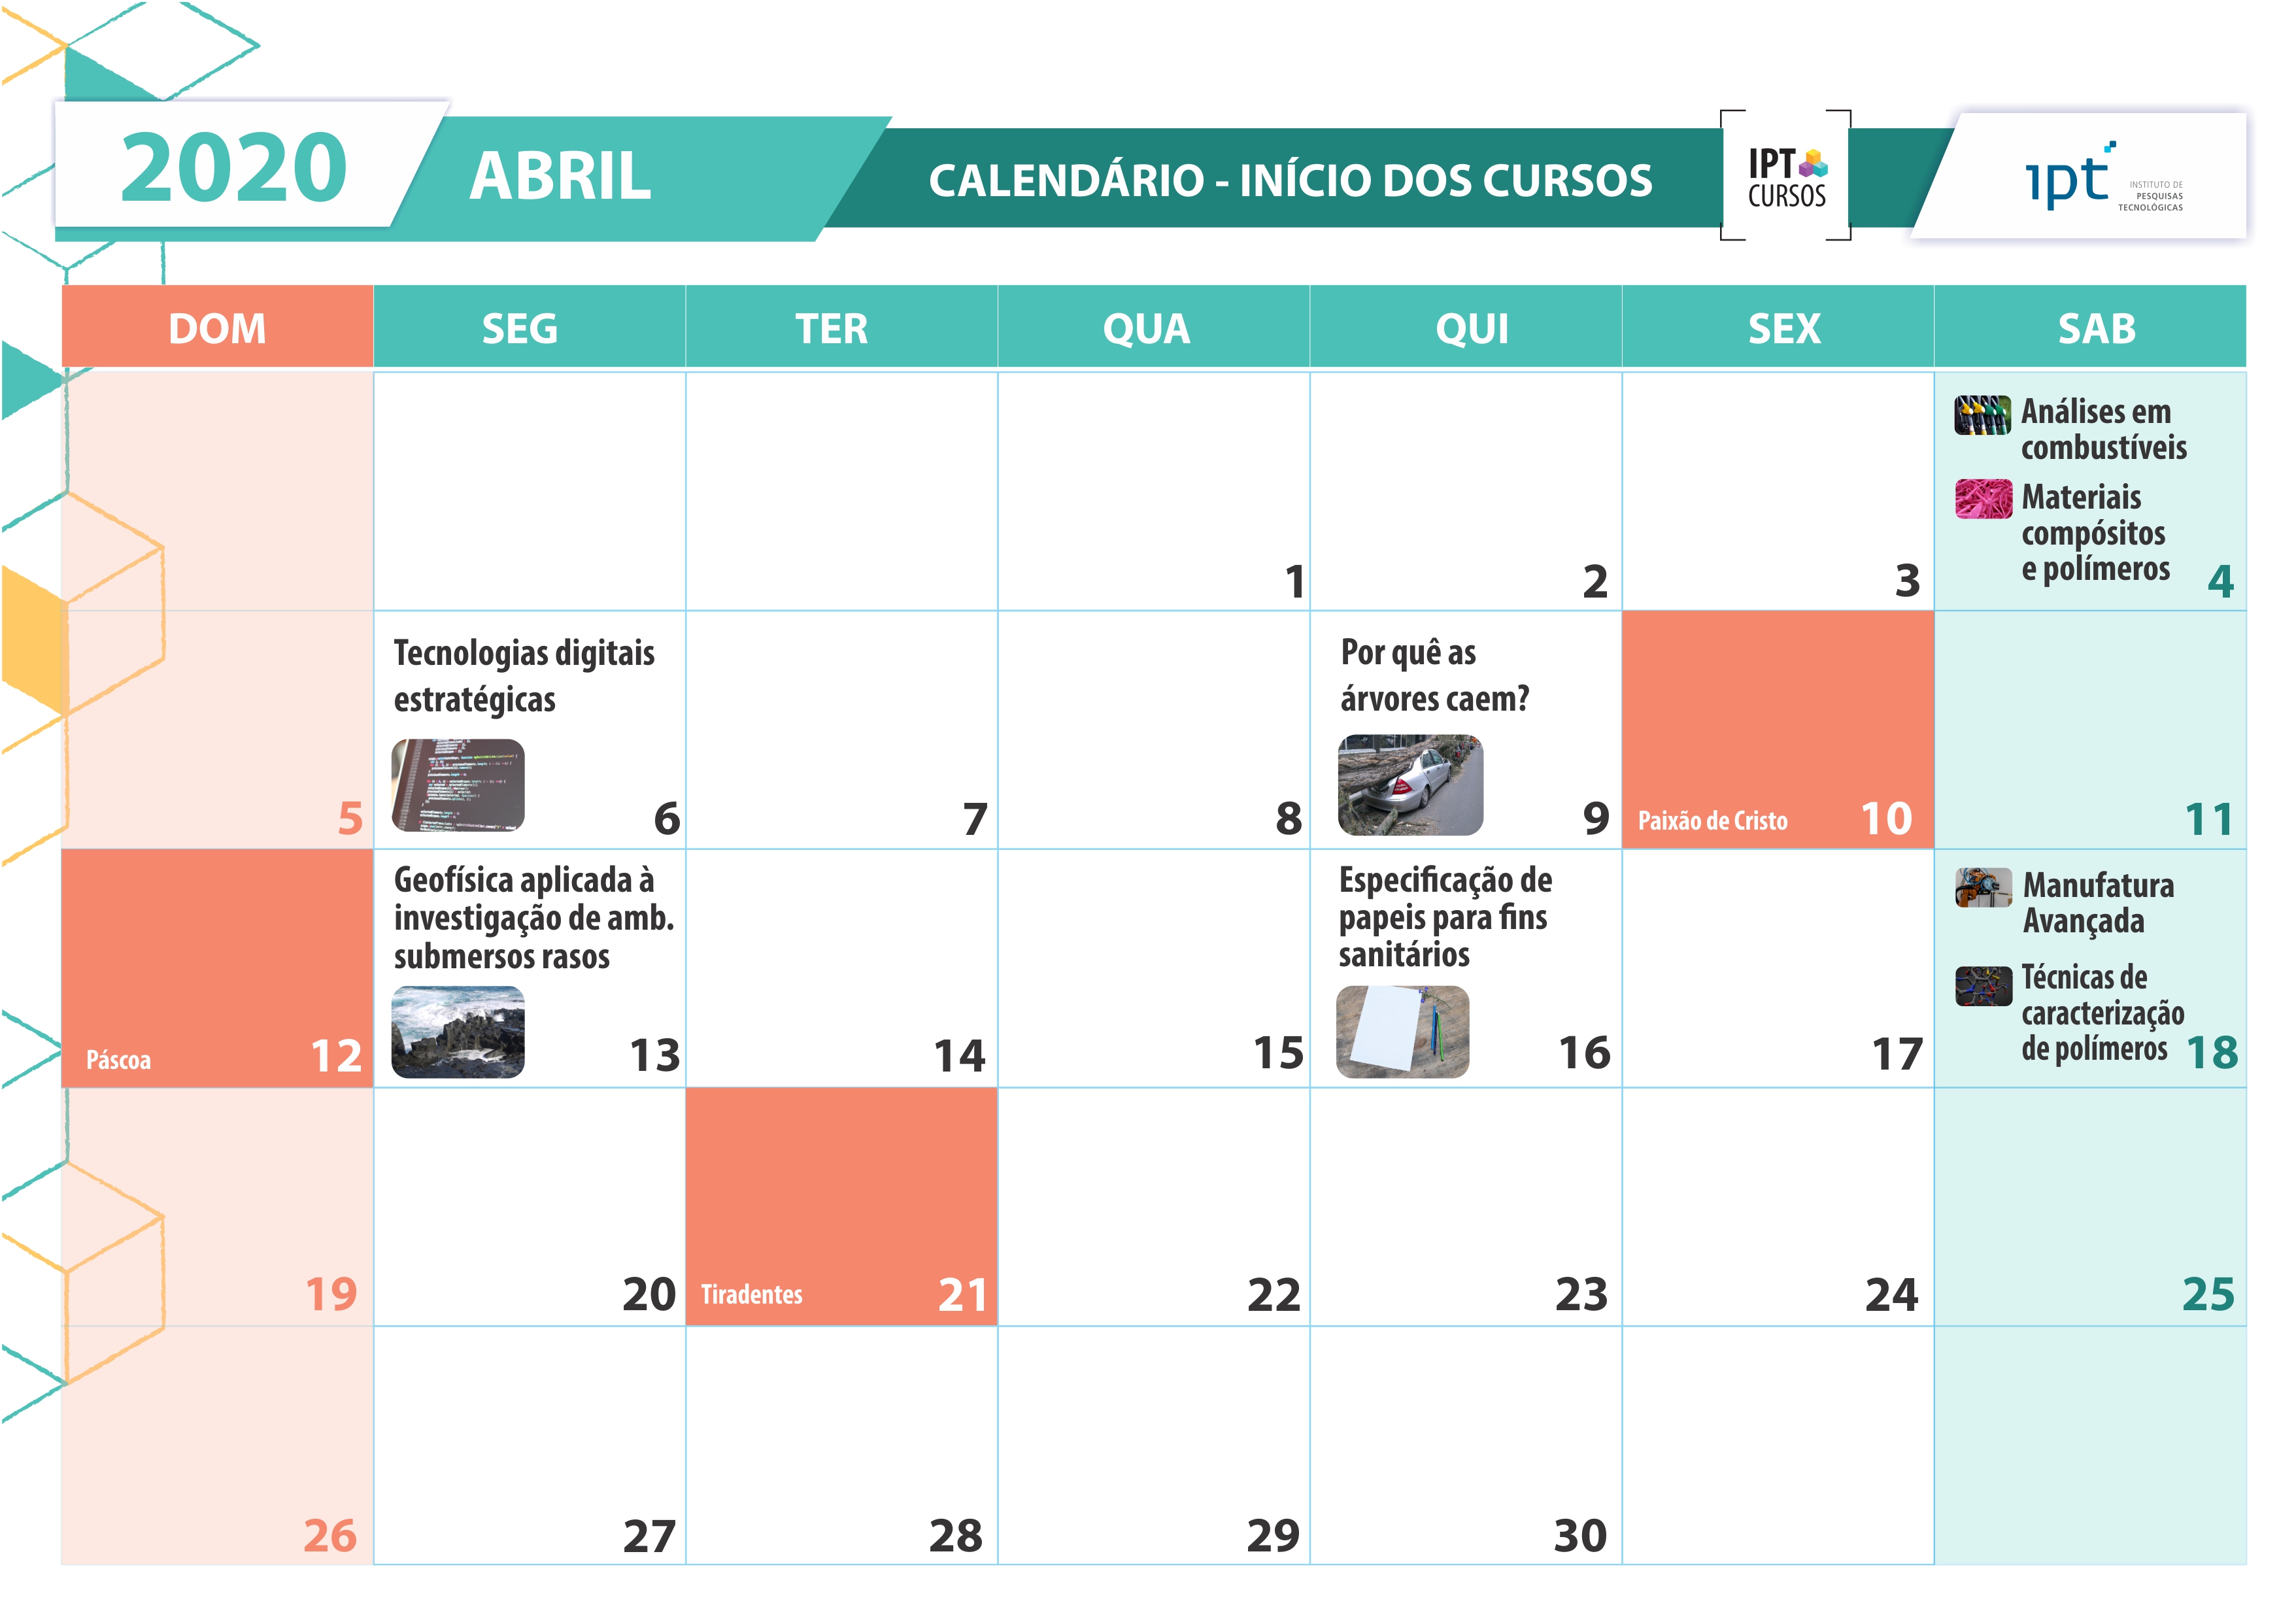 2020
ABRIL
CALENDÁRIO - INÍCIO DOS CURSOS
IPT
CURSOS
ipt
INSTITUTO DE
PESQUISAS
TECNOLÓGICAS
DOM
SEG
TER
QUA
QUI
SEX
SAB
1
2
3
Análises em
combustíveis
Materiais
compósitos
e polímeros
4
5
Tecnologias digitais
estratégicas
6
7
8
Por quê as
árvores caem?
9
Paixão de Cristo
10
11
Páscoa
12
Geofísica aplicada à
investigação de amb.
submersos rasos
13
14
15
Especificação de
papeis para fins
sanitários
16
17
Manufatura
Avançada
Técnicas de
caracterização
de polímeros
18
19
20
Tiradentes
21
22
23
24
25
26
27
28
29
30